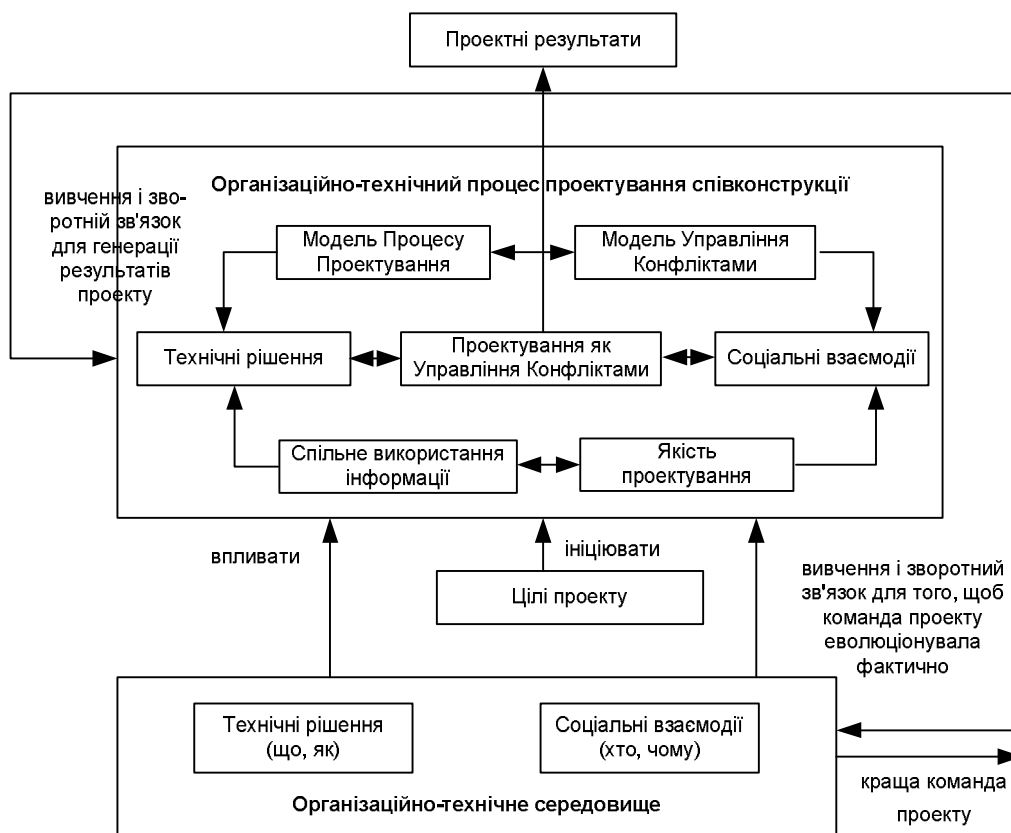 Проектні результати
Організаційно-технічний процес проектування співконструкції
вивчення і зво-
ротній зв'язок
для генерації
результатів
проекту
Модель Процесу
Проектування
Модель Управління
Конфліктами
Технічні рішення
Проектування як
Управління Конфліктами
Соціальні взаємодії
Спільне використання
інформації
Якість
проектування
впливати
ініціювати
Цілі проекту
вивчення і зворотний
зв'язок для того, щоб
команда проекту
еволюціонувала
фактично
Технічні рішення
(що, як)
Соціальні взаємодії
(хто, чому)
Організаційно-технічне середовище
краща команда
проекту